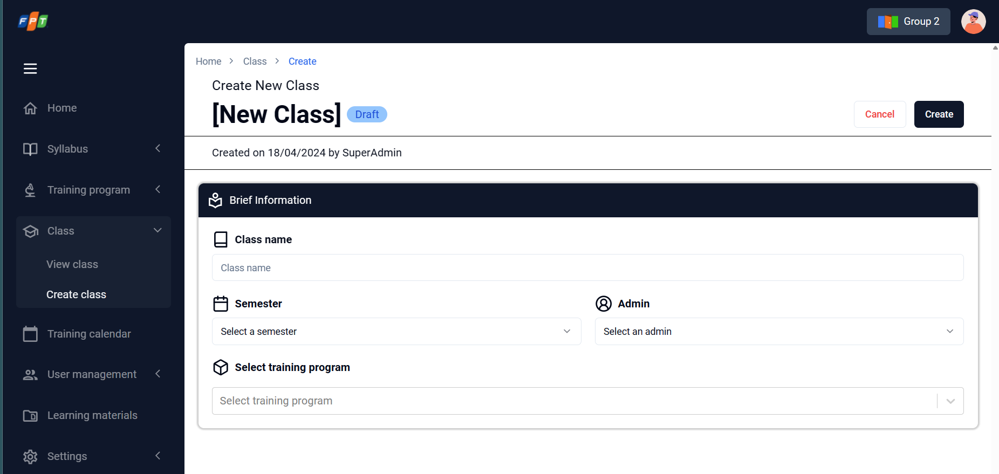 FPT
Group 2
Home
Syllabus
Training program
Class
View class
Create class
Training calendar
User management
Learning materials
Settings
Home > Class > Create
Create New Class
[New Class] Draft
Cancel Create
Created on 18/04/2024 by SuperAdmin
Brief Information
Class name
Class name
Semester
Select a semester
Admin
Select an admin
Select training program
Select training program